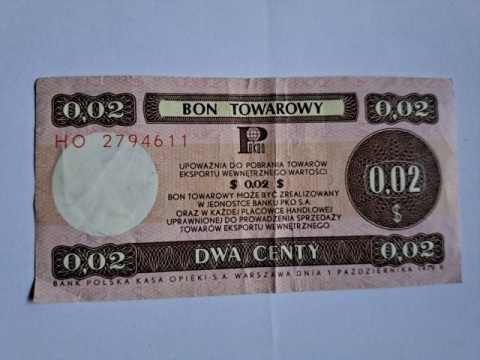 0,02 BON TOWAROWY 0,02
HO 2794611
Pekao
UPOWAŻNIA DO POBRANIA TOWARÓW
EKSPORTU WEWNĘTRZNEGO WARTOŚCI
$ 0,02 $
BON TOWAROWY MOŻE BYĆ ZREALIZOWANY
W JEDNOSTCE BANKU PKO S.A.
ORAZ W KAŻDEJ PLACÓWCE HANDLOWEJ
UPRAWNIONEJ DO PROWADZENIA SPRZEDAŻY
TOWARÓW EKSPORTU WEWNĘTRZNEGO
0,02
$
0,02 DWA CENTY 0,02
BANK POLSKA KASA OPIEKI S.A. WARSZAWA DNIA 1 PAŹDZIERNIKA 1979 R.